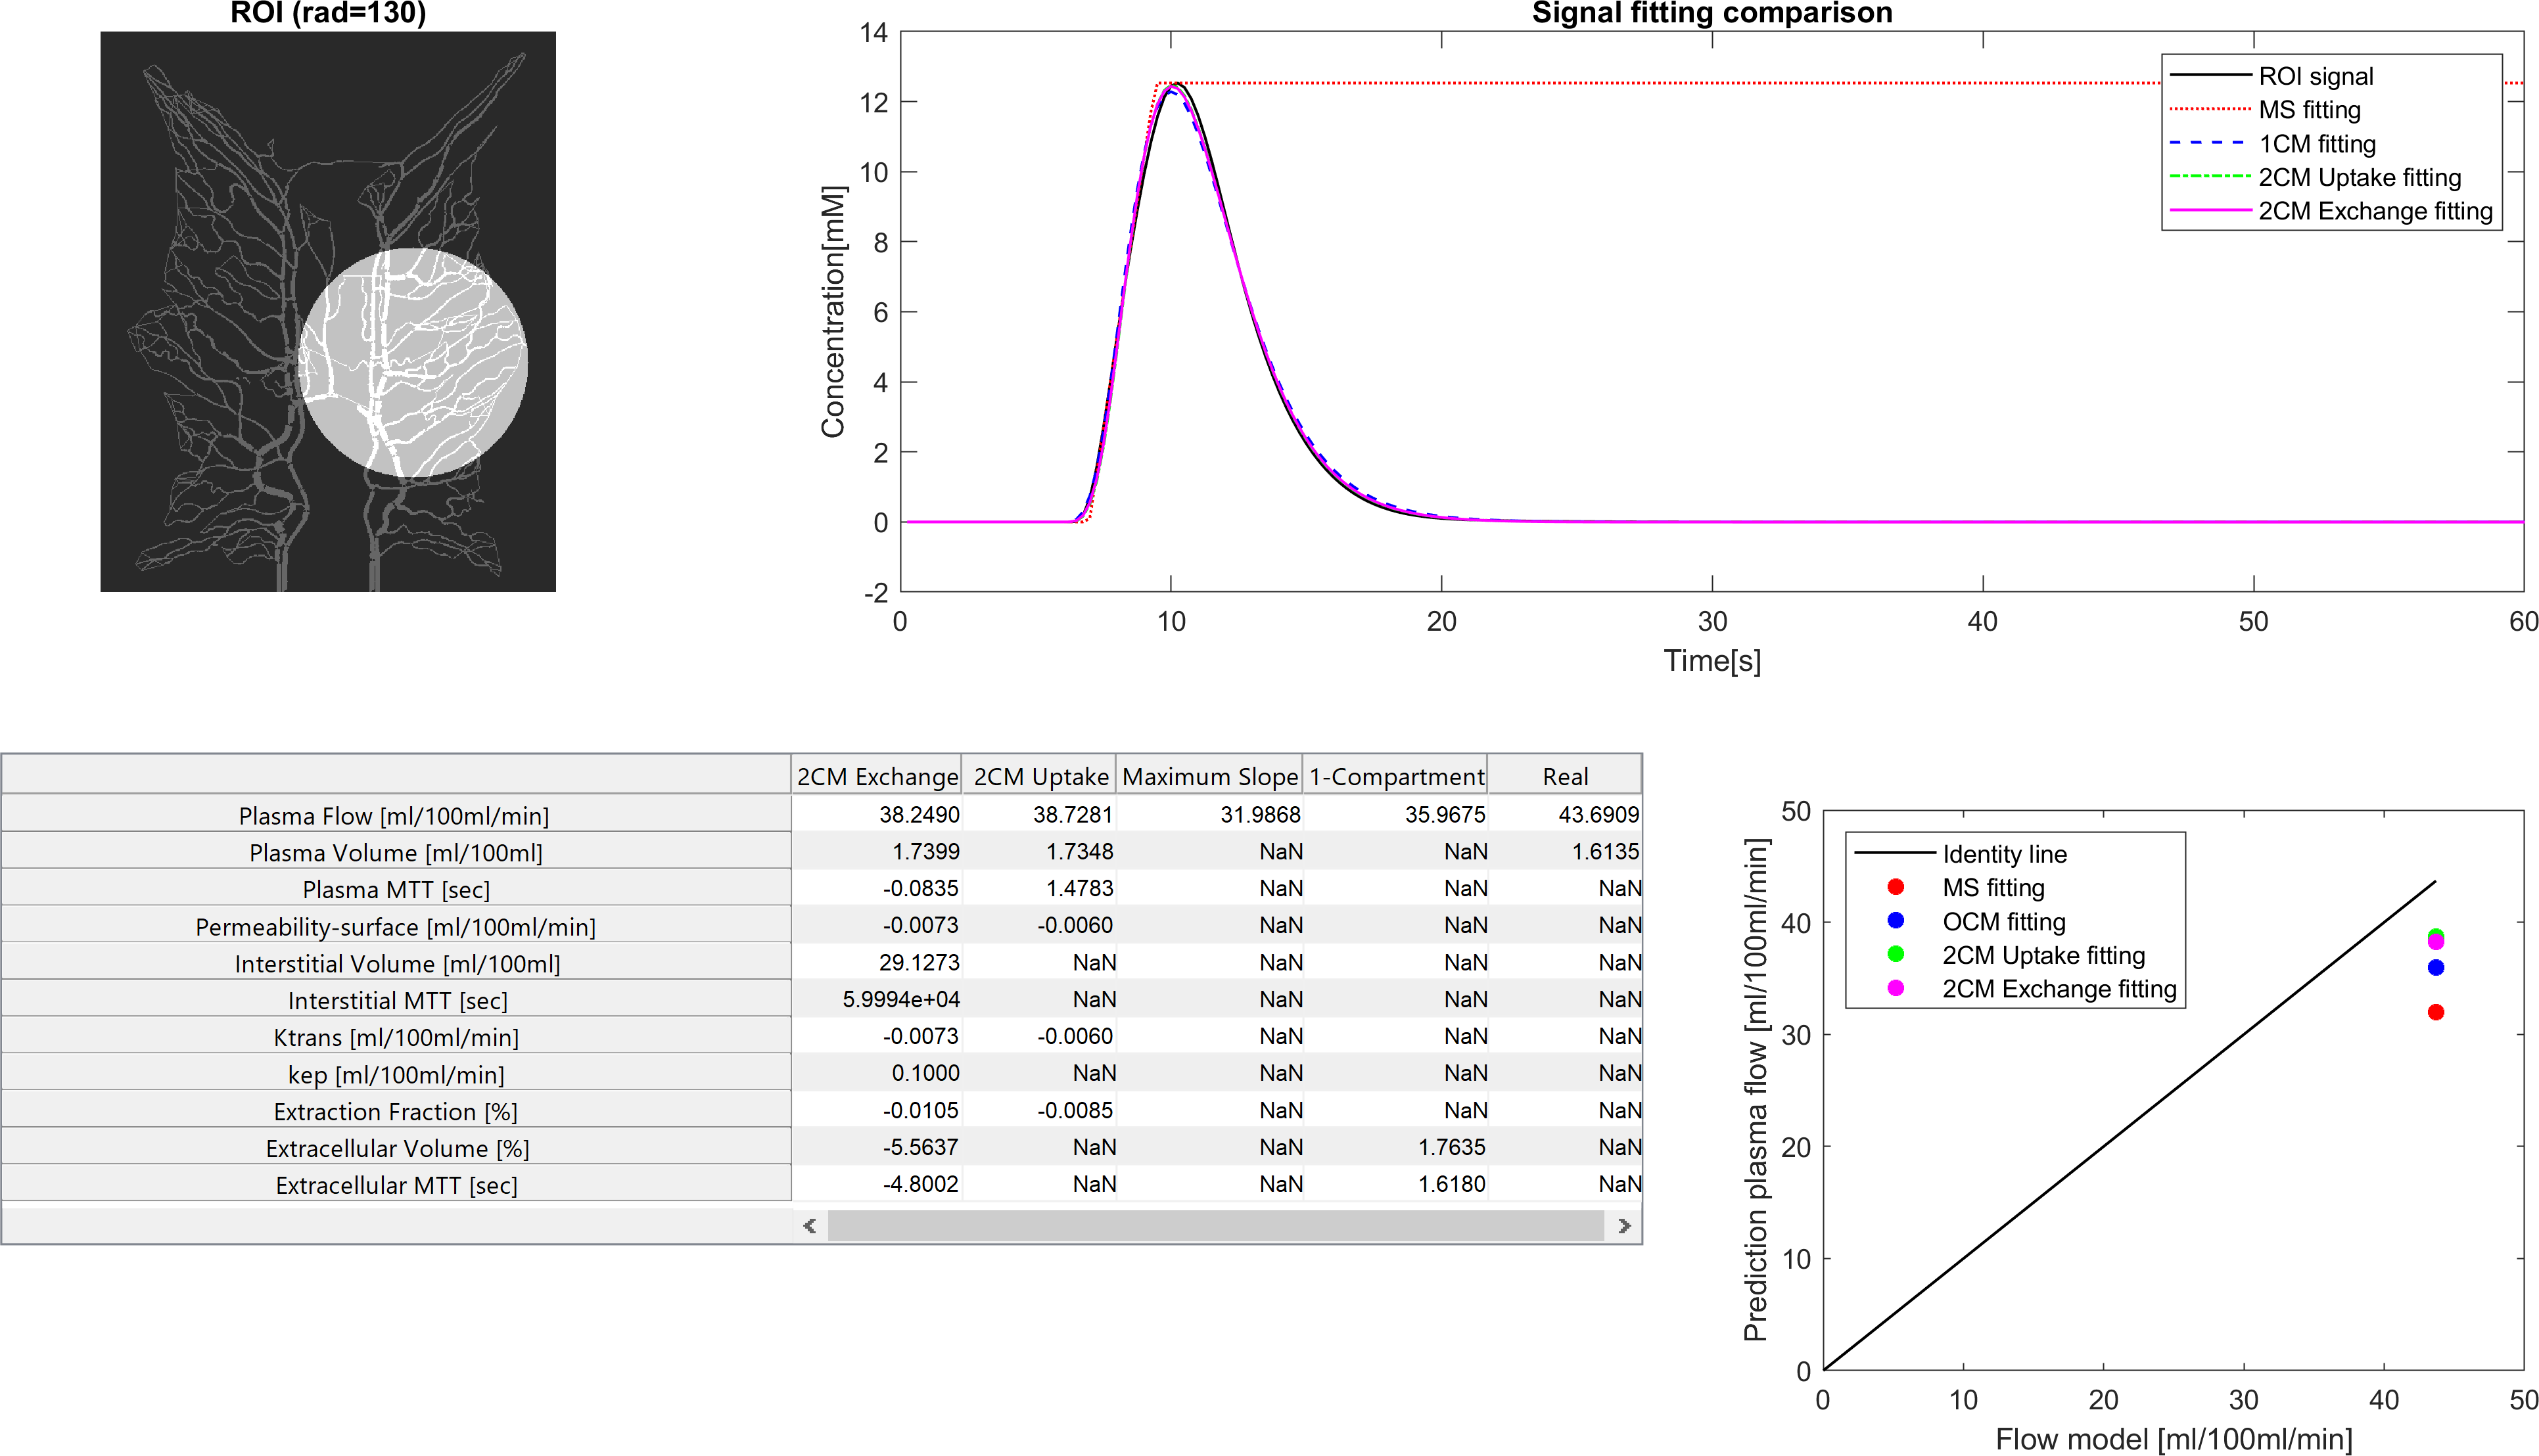 ROI (rad=130)
Signal fitting comparison
14
12
10
8
6
4
2
0
-2
Concentration[mM]
0 10 20 30 40 50 60
Time[s]
ROI signal
MS fitting
1CM fitting
2CM Uptake fitting
2CM Exchange fitting
2CM Exchange 2CM Uptake Maximum Slope 1-Compartment Real
Plasma Flow [ml/100ml/min] 38.2490 38.7281 31.9868 35.9675 43.6909
Plasma Volume [ml/100ml] 1.7399 1.7348 NaN NaN 1.6135
Plasma MTT [sec] -0.0835 1.4783 NaN NaN NaN
Permeability-surface [ml/100ml/min] -0.0073 -0.0060 NaN NaN NaN
Interstitial Volume [ml/100ml] 29.1273 NaN NaN NaN NaN
Interstitial MTT [sec] 5.9994e+04 NaN NaN NaN NaN
Ktrans [ml/100ml/min] -0.0073 -0.0060 NaN NaN NaN
kep [ml/100ml/min] 0.1000 NaN NaN NaN NaN
Extraction Fraction [%] -0.0105 -0.0085 NaN NaN NaN
Extracellular Volume [%] -5.5637 NaN NaN 1.7635 NaN
Extracellular MTT [sec] -4.8002 NaN NaN 1.6180 NaN
50
40
30
20
10
0
Prediction plasma flow [ml/100ml/min]
Identity line
MS fitting
OCM fitting
2CM Uptake fitting
2CM Exchange fitting
0 10 20 30 40 50
Flow model [ml/100ml/min]